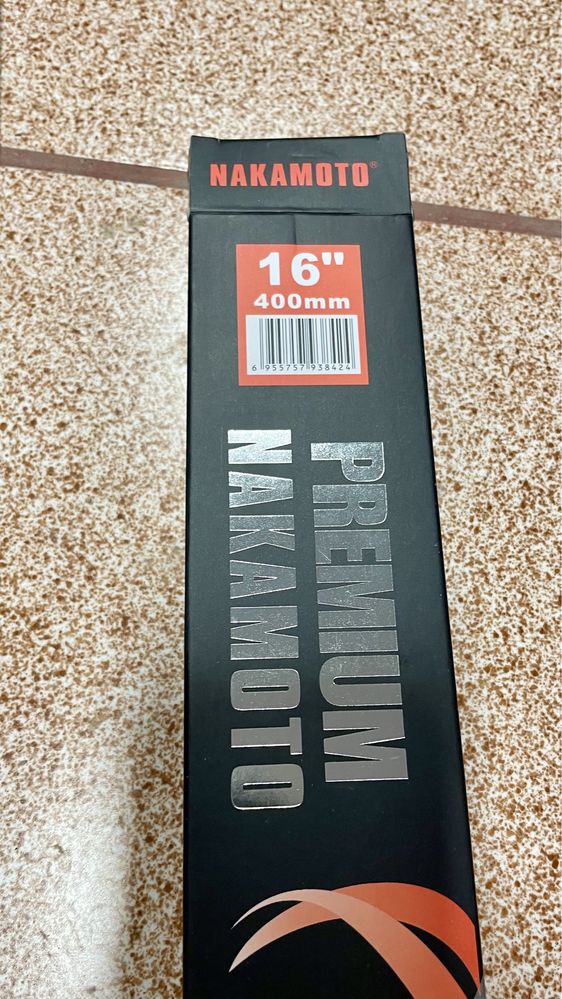 NAKAMOTO®
16"
400mm
6 955757 938424
PREMIUM
NAKAMOTO